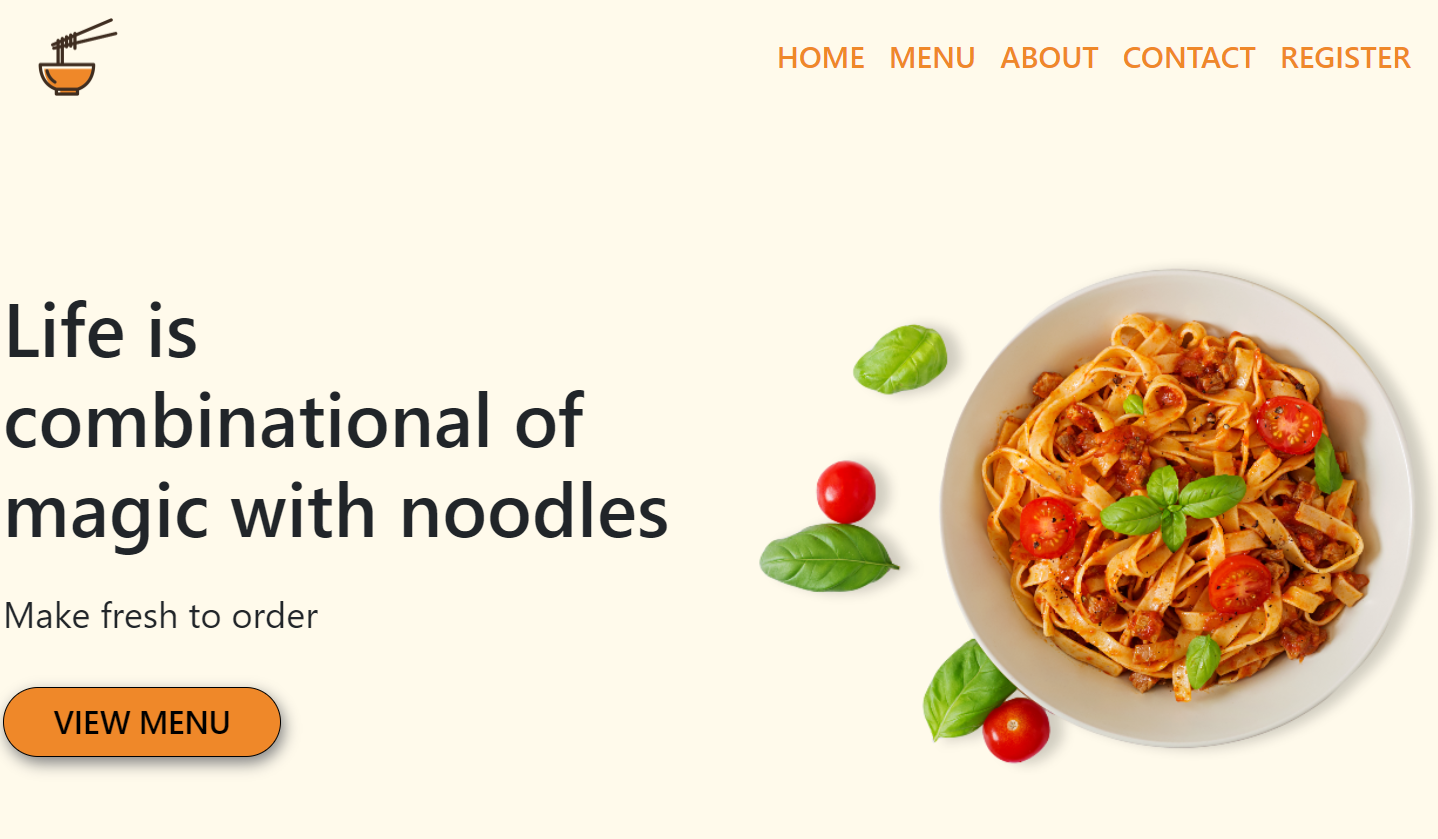 HOME MENU ABOUT CONTACT REGISTER
Life is
combinational of
magic with noodles
Make fresh to order
VIEW MENU